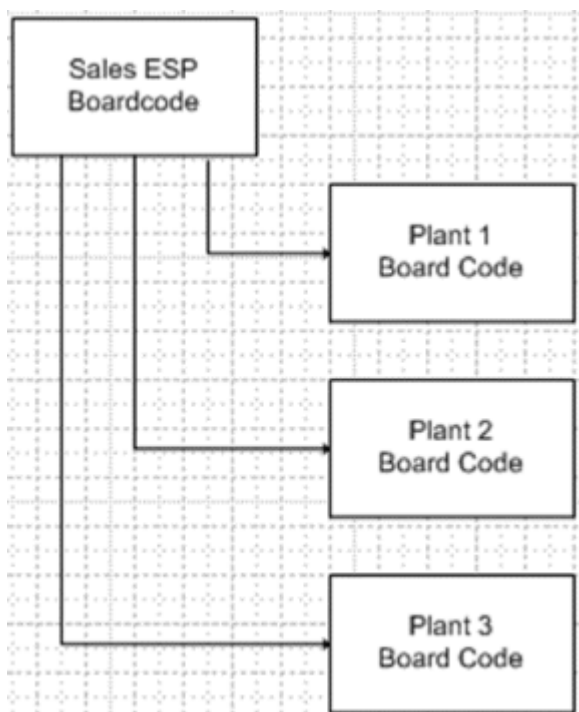 Sales ESP
Boardcode
Plant 1
Board Code
Plant 2
Board Code
Plant 3
Board Code